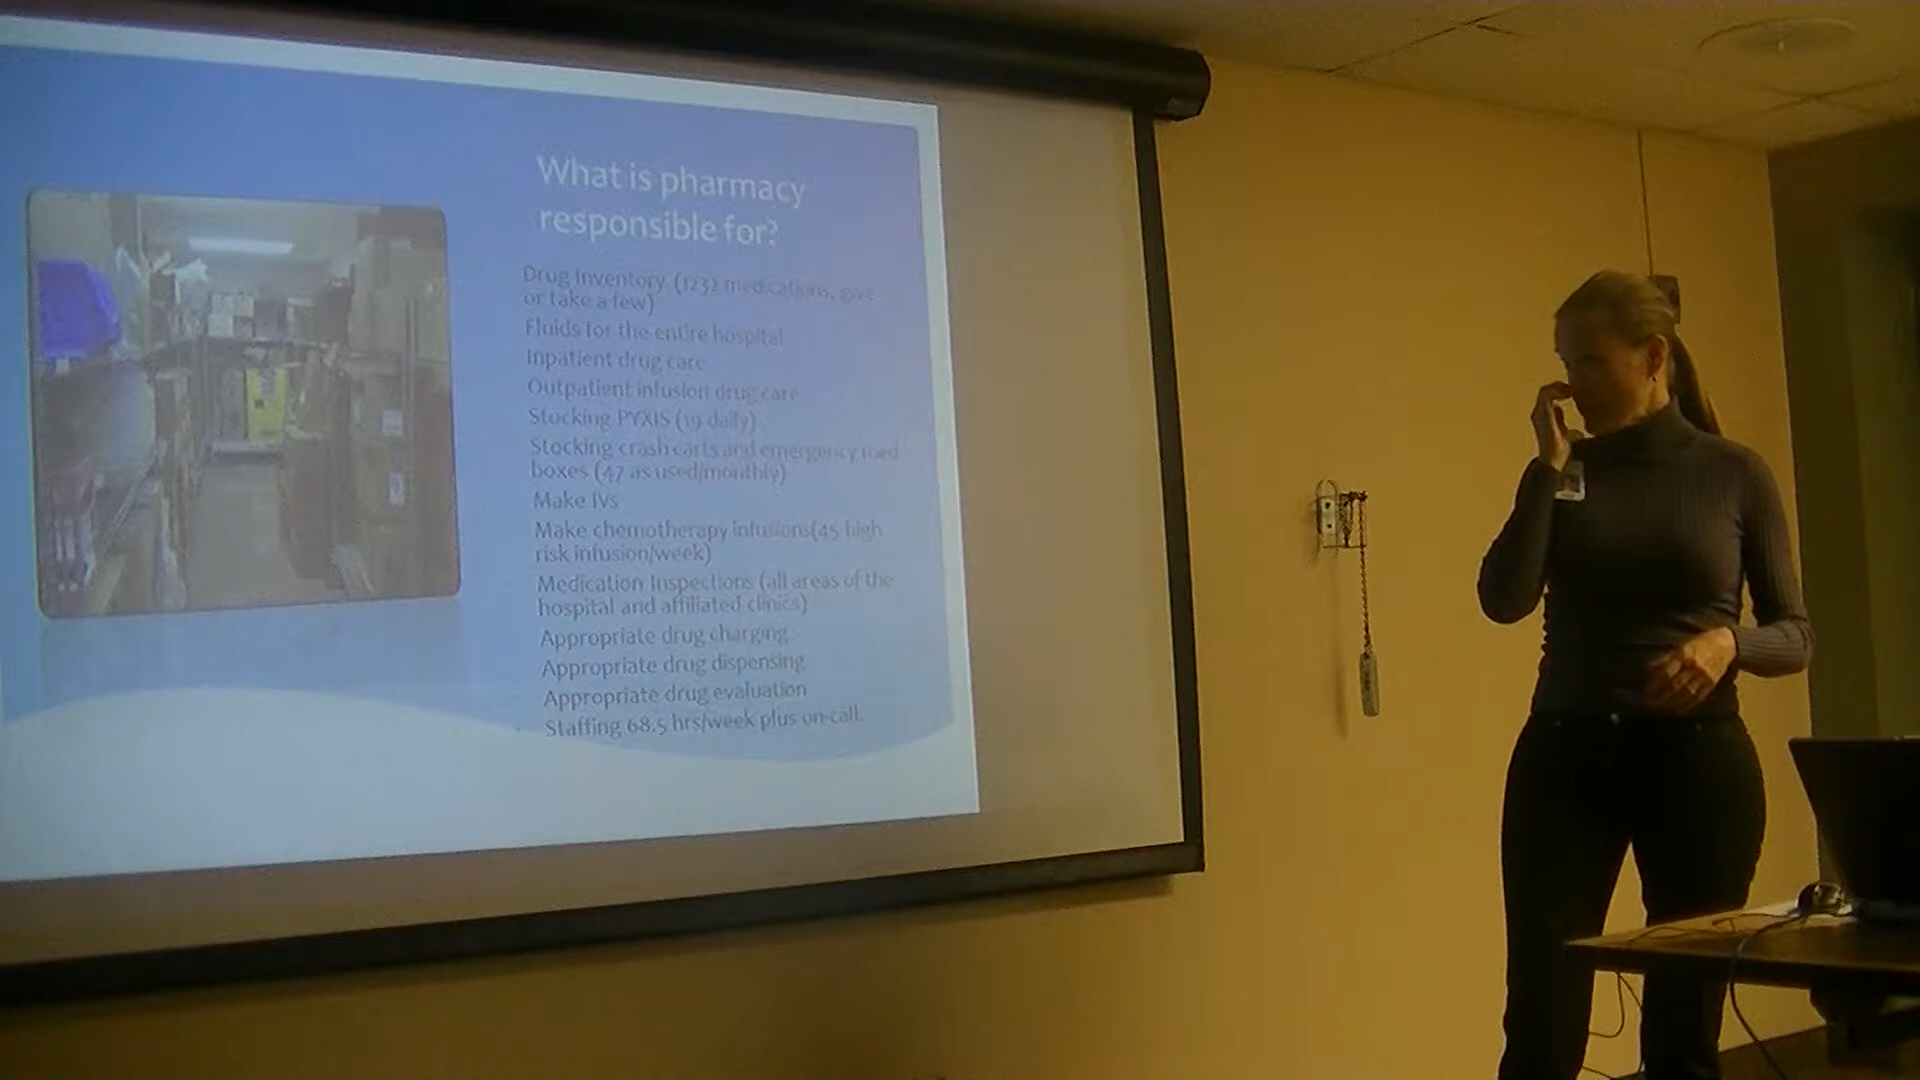 What is pharmacy
responsible for?
Drug Inventory (1232 medications, give
or take a few)
Fluids for the entire hospital
Inpatient drug care
Outpatient infusion drug care
Stocking PYXIS (19 daily)
Stocking crash carts and emergency med
boxes (47 as used/monthly)
Make IVs
Make chemotherapy infusions(45 high
risk infusion/week)
Medication Inspections (all areas of the
hospital and affiliated clinics)
Appropriate drug charging
Appropriate drug dispensing
Appropriate drug evaluation
Staffing 68.5 hrs/week plus on-call.